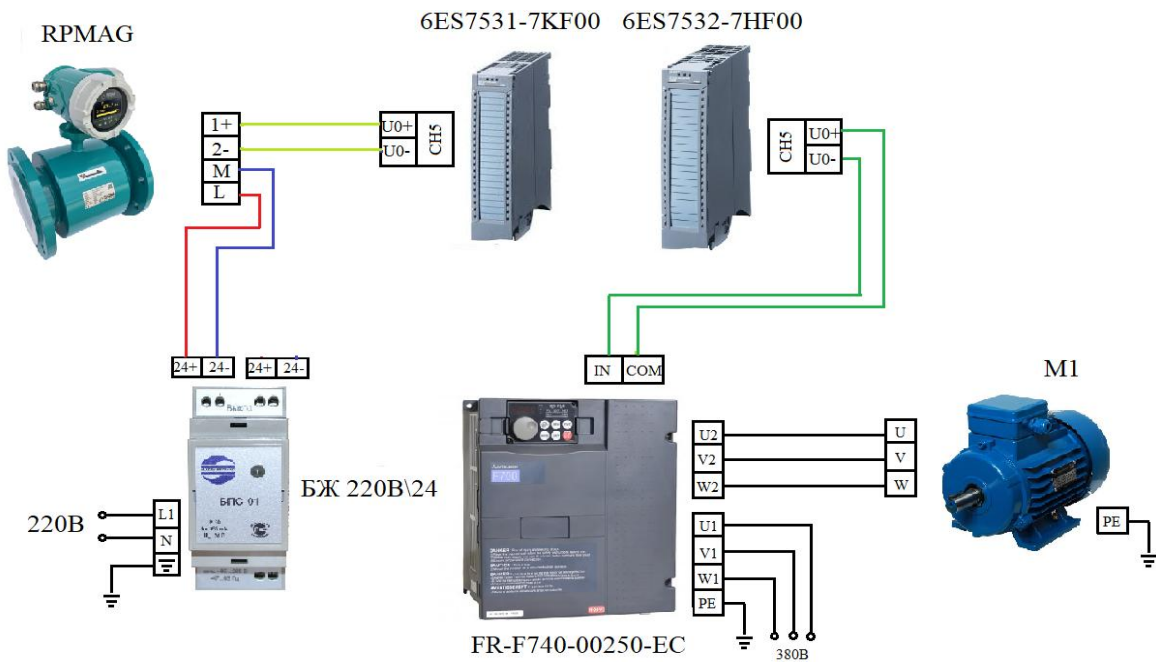 6ES7531-7KF00 6ES7532-7HF00
RPMAG
1+
2-
M
L
U0+
U0-
CH5
CH5
U0+
U0-
24+ 24- 24+ 24-
IN COM
M1
БПС 01
БЖ 220В\24
220В
L1
N
F700
U2
V2
W2
U
V
W
U1
V1
W1
PE
PE
380В
FR-F740-00250-EC